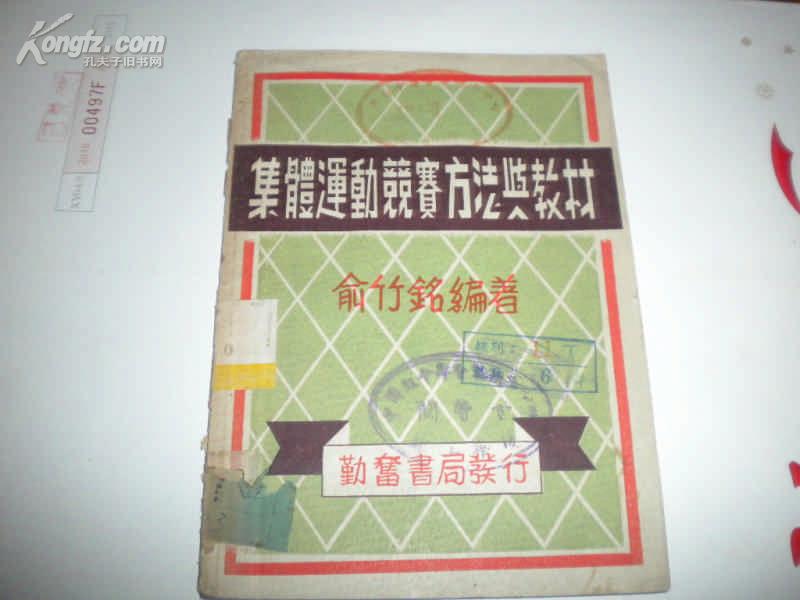 Kongfz.com
孔夫子旧书网
00497F
集體運動競賽方法與教材
俞竹銘編著
勤奮書局發行